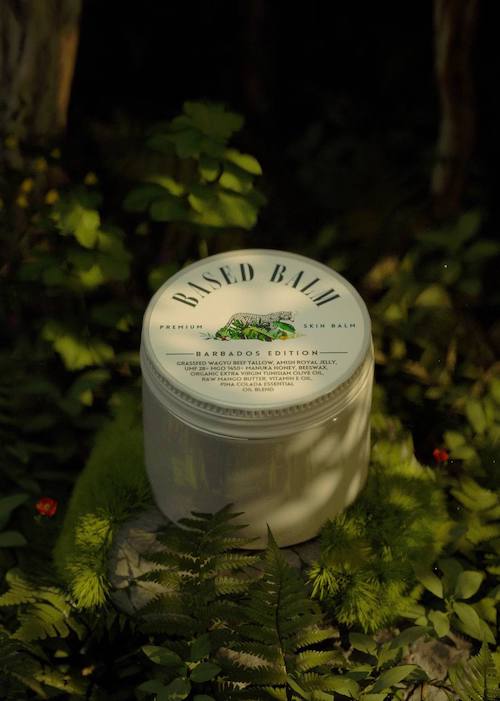 BASED BALM
PREMIUM SKIN BALM
BARBADOS EDITION
GRASSFED WAGYU BEEF TALLOW, AMISH ROYAL JELLY,
UMF 28+ MGO 1450+ MANUKA HONEY, BEESWAX,
ORGANIC EXTRA VIRGIN TUNISIAN OLIVE OIL,
RAW MANGO BUTTER, VITAMIN E OIL,
PINA COLADA ESSENTIAL
OIL BLEND